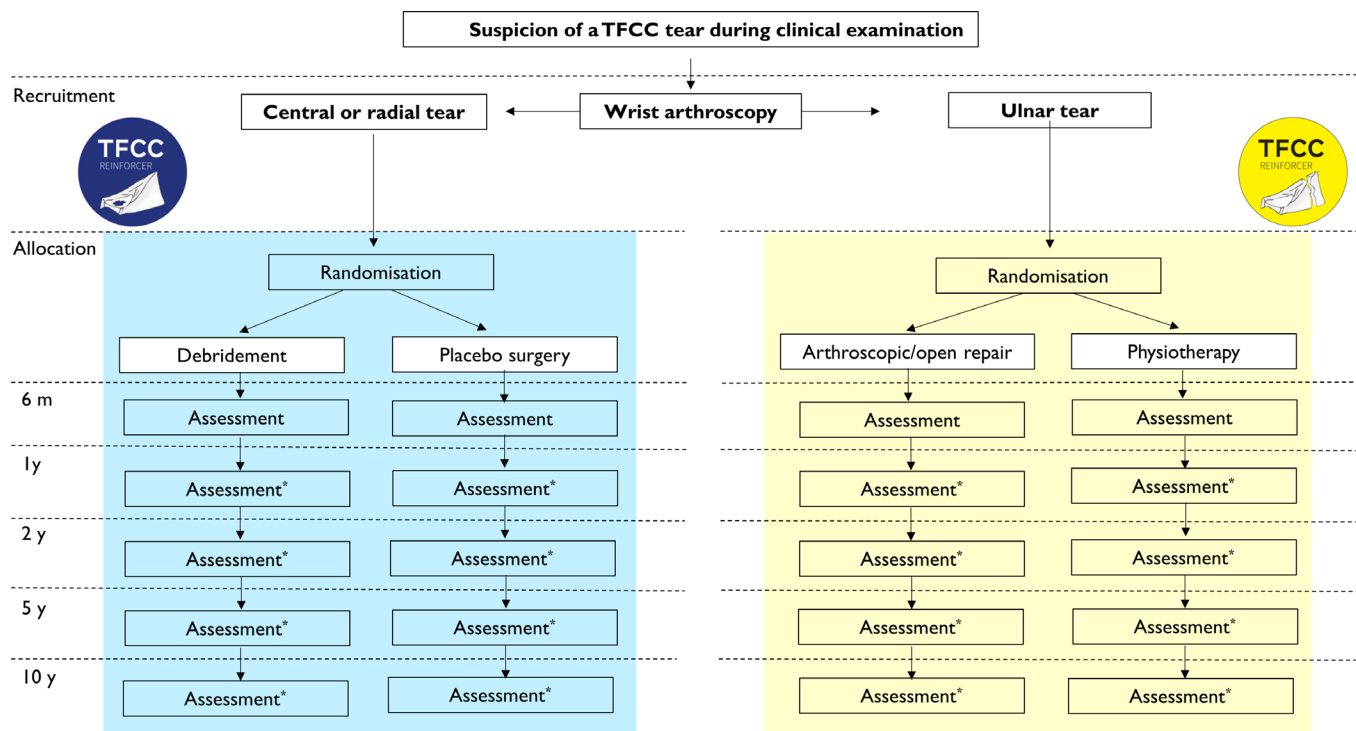 Suspicion of a TFCC tear during clinical examination
Recruitment
Central or radial tear
Wrist arthroscopy
Ulnar tear
TFCC
REINFORCER
TFCC
REINFORCER
Allocation
Randomisation
Randomisation
Debridement
Placebo surgery
Arthroscopic/open repair
Physiotherapy
6 m
Assessment
Assessment
Assessment
Assessment
1y
Assessment*
Assessment*
Assessment*
Assessment*
2 y
Assessment*
Assessment*
Assessment*
Assessment*
5 y
Assessment*
Assessment*
Assessment*
Assessment*
10 y
Assessment*
Assessment*
Assessment*
Assessment*